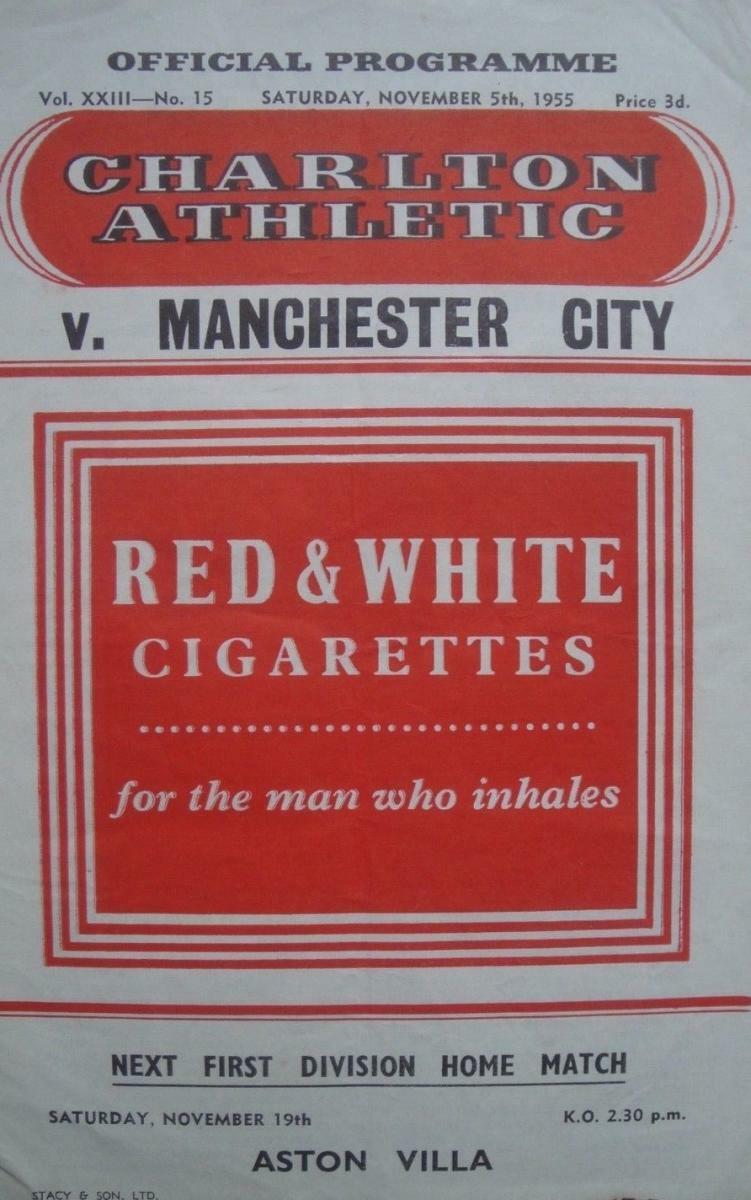 OFFICIAL PROGRAMME
Vol. XXIII—No. 15 SATURDAY, NOVEMBER 5th, 1955 Price 3d.
CHARLTON
ATHLETIC
v. MANCHESTER CITY
RED & WHITE
CIGARETTES
for the man who inhales
NEXT FIRST DIVISION HOME MATCH
SATURDAY, NOVEMBER 19th K.O. 2.30 p.m.
ASTON VILLA
STACY & SON, LTD.